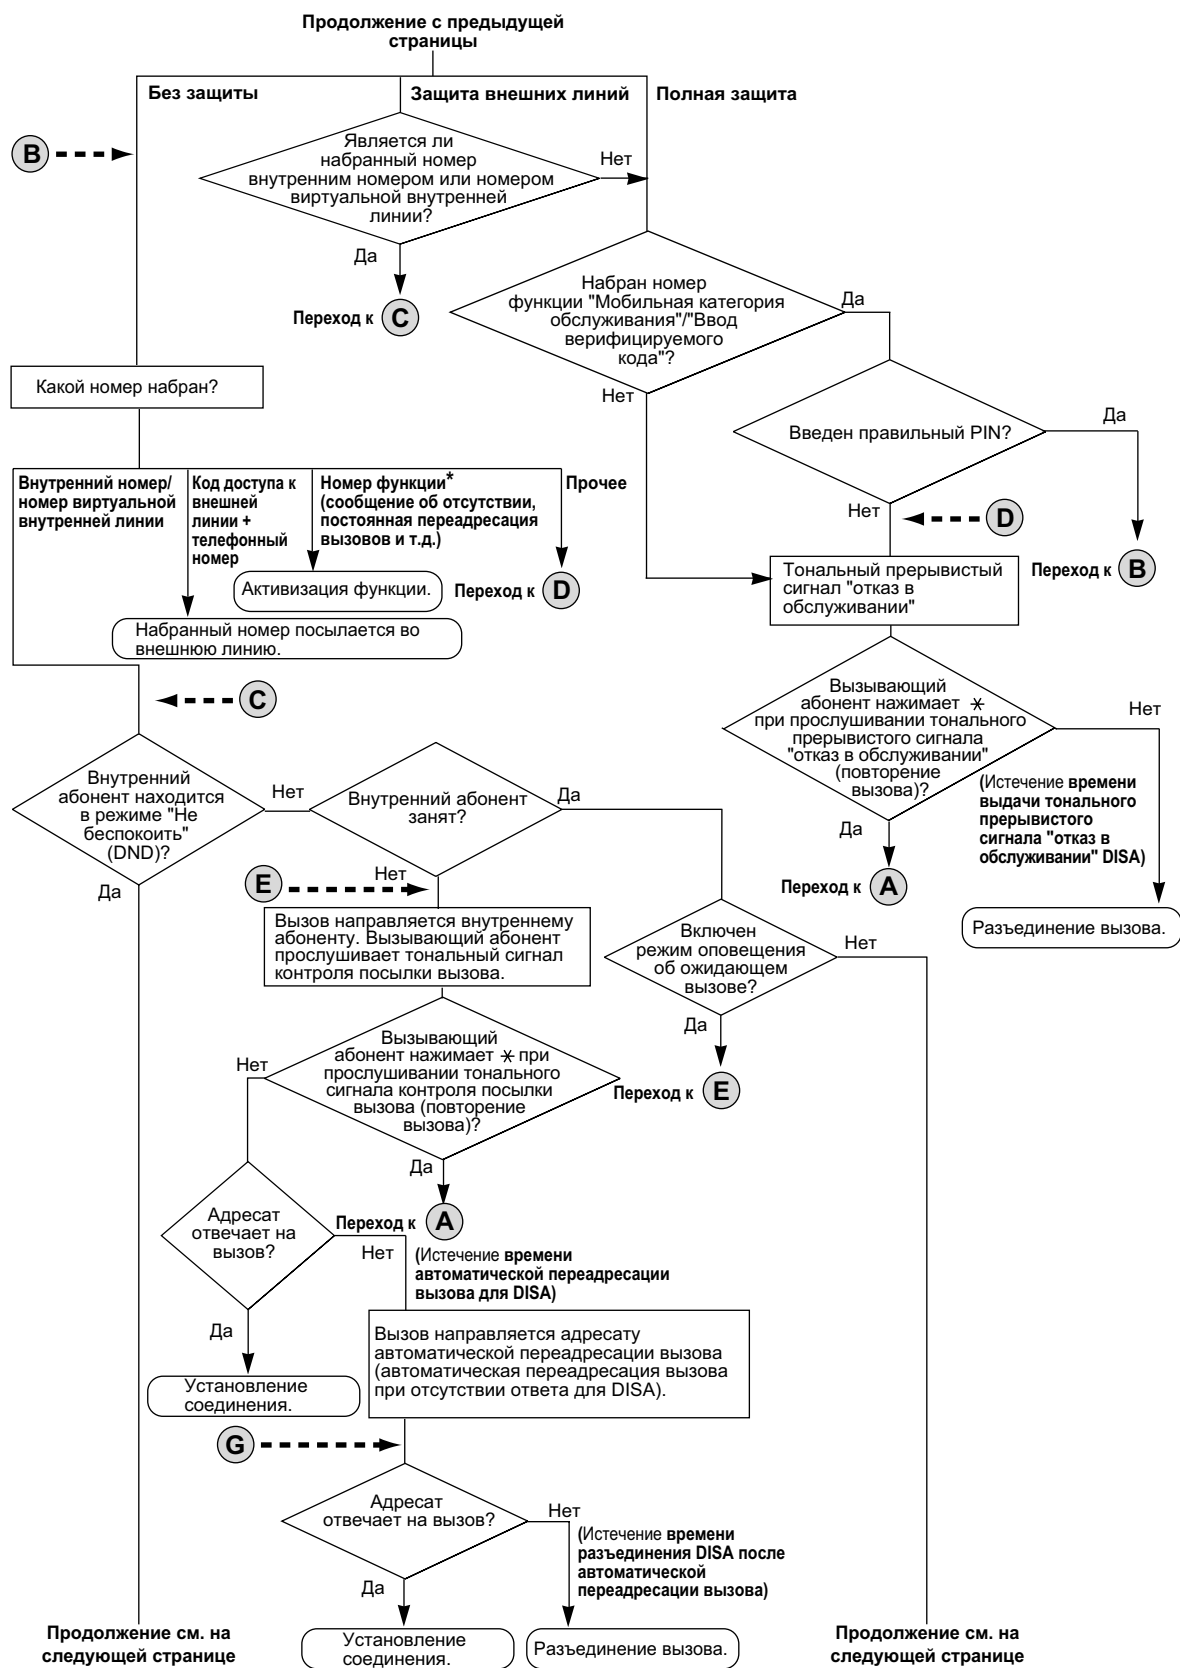 Продолжение с предыдущей
страницы
Без защиты
Защита внешних линий
Полная защита
B
Является ли
набранный номер
внутренним номером или номером
виртуальной внутренней
линии?
Нет
Да
Переход к C
Набран номер
функции "Мобильная категория
обслуживания"/"Ввод
верифицируемого
кода"?
Да
Нет
Какой номер набран?
Введен правильный PIN?
Да
Нет
D
Переход к B
Внутренний номер/
номер виртуальной
внутренней линии
Код доступа к
внешней
линии +
телефонный
номер
Номер функции*
(сообщение об отсутствии,
постоянная переадресация
вызовов и т.д.)
Прочее
Активизация функции.
Переход к D
Набранный номер посылается во
внешнюю линию.
Тональный прерывистый
сигнал "отказ в
обслуживании"
C
Вызывающий
абонент нажимает *
при прослушивании тонального
прерывистого сигнала
"отказ в обслуживании"
(повторение
вызова)?
Нет
Да
(Истечение времени
выдачи тонального
прерывистого
сигнала "отказ в
обслуживании" DISA)
Переход к A
Разъединение вызова.
Внутренний
абонент находится
в режиме "Не
беспокоить"
(DND)?
Нет
Да
Внутренний абонент
занят?
Да
Нет
E
Вызов направляется внутреннему
абоненту. Вызывающий абонент
прослушивает тональный сигнал
контроля посылки вызова.
Включен
режим оповещения
об ожидающем
вызове?
Нет
Да
Переход к E
Вызывающий
абонент нажимает * при
прослушивании тонального
сигнала контроля посылки
вызова (повторение
вызова)?
Нет
Да
Переход к A
Адресат
отвечает на
вызов?
Нет
Да
(Истечение времени
автоматической переадресации
вызова для DISA)
Вызов направляется адресату
автоматической переадресации вызова
(автоматическая переадресация вызова
при отсутствии ответа для DISA).
Установление
соединения.
G
Адресат
отвечает на вызов?
Нет
Да
(Истечение времени
разъединения DISA после
автоматической
переадресации вызова)
Установление
соединения.
Разъединение вызова.
Продолжение см. на
следующей странице
Продолжение см. на
следующей странице